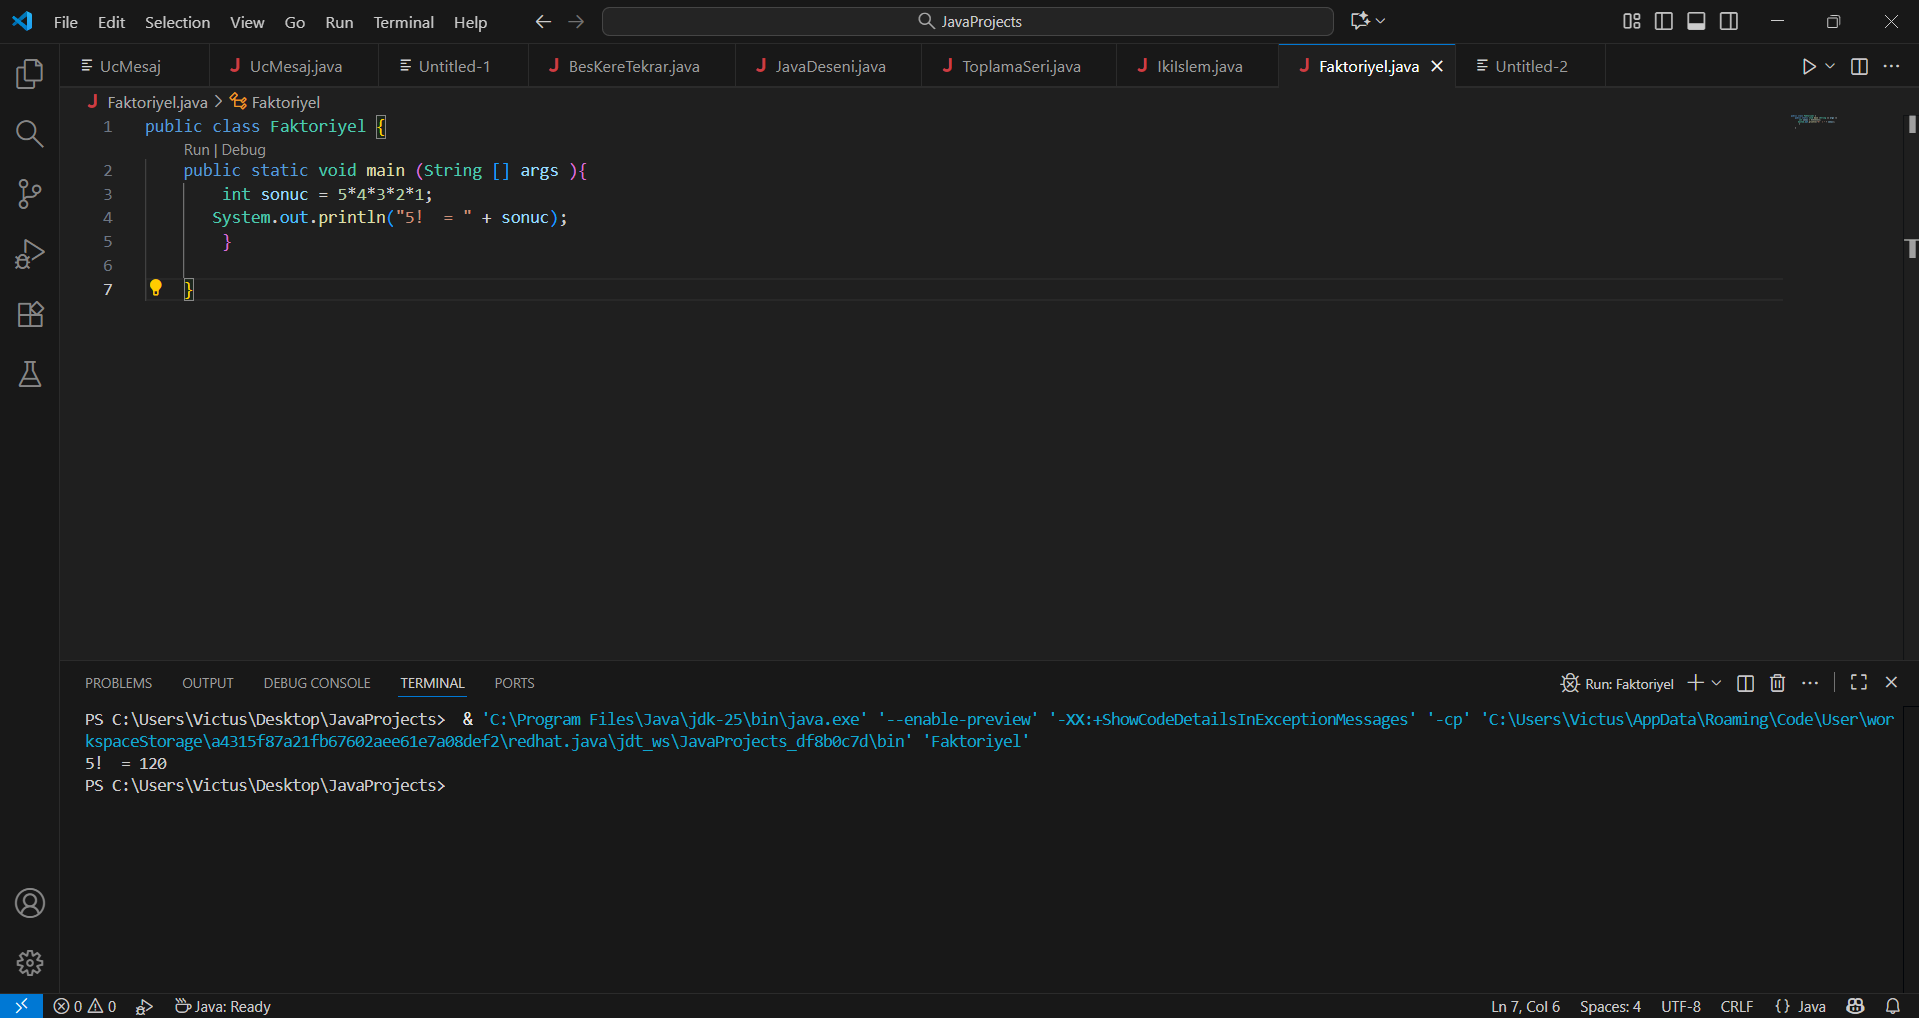 File Edit Selection View Go Run Terminal Help JavaProjects
UcMesaj UcMesaj.java Untitled-1 BesKereTekrar.java JavaDeseni.java ToplamaSeri.java IkiIslem.java Faktoriyel.java Untitled-2
Faktoriyel.java > Faktoriyel
1 public class Faktoriyel {
Run | Debug
2 public static void main (String [] args ){
3 int sonuc = 5*4*3*2*1;
4 System.out.println("5!  = " + sonuc);
5 }
6
7 }
PROBLEMS OUTPUT DEBUG CONSOLE TERMINAL PORTS Run: Faktoriyel
PS C:\Users\Victus\Desktop\JavaProjects>  & 'C:\Program Files\Java\jdk-25\bin\java.exe' '--enable-preview' '-XX:+ShowCodeDetailsInExceptionMessages' '-cp' 'C:\Users\Victus\AppData\Roaming\Code\User\wor
kspaceStorage\a4315f87a21fb67602aee61e7a08def2\redhat.java\jdt_ws\JavaProjects_df8b0c7d\bin' 'Faktoriyel'
5!  = 120
PS C:\Users\Victus\Desktop\JavaProjects>
0 0 Java: Ready Ln 7, Col 6 Spaces: 4 UTF-8 CRLF {} Java